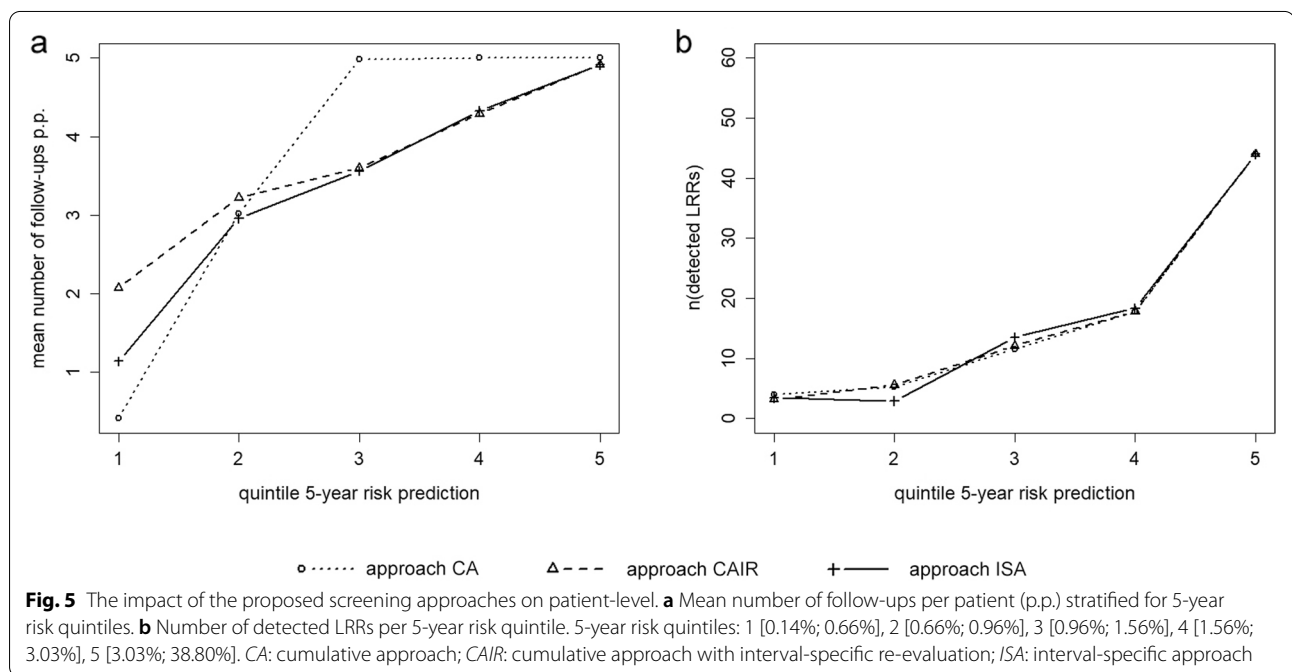 a
mean number of follow-ups p.p.
5
4
3
2
1
1 2 3 4 5
quintile 5-year risk prediction
b
n(detected LRRs)
60
50
40
30
20
10
0
1 2 3 4 5
quintile 5-year risk prediction
approach CA approach CAIR approach ISA
Fig. 5 The impact of the proposed screening approaches on patient-level. a Mean number of follow-ups per patient (p.p.) stratified for 5-year
risk quintiles. b Number of detected LRRs per 5-year risk quintile. 5-year risk quintiles: 1 [0.14%; 0.66%], 2 [0.66%; 0.96%], 3 [0.96%; 1.56%], 4 [1.56%;
3.03%], 5 [3.03%; 38.80%]. CA: cumulative approach; CAIR: cumulative approach with interval-specific re-evaluation; ISA: interval-specific approach